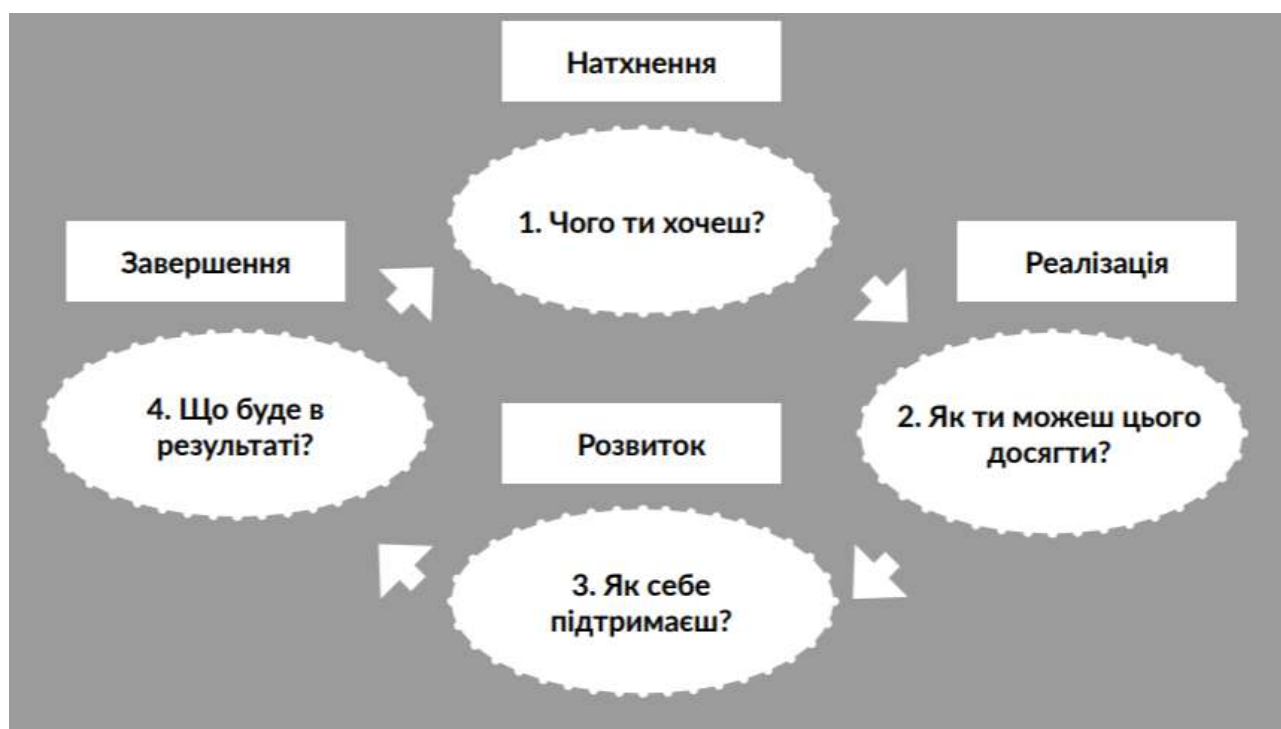 Натхнення
1. Чого ти хочеш?
Реалізація
2. Як ти можеш цього
досягти?
Розвиток
3. Як себе
підтримаєш?
Завершення
4. Що буде в
результаті?